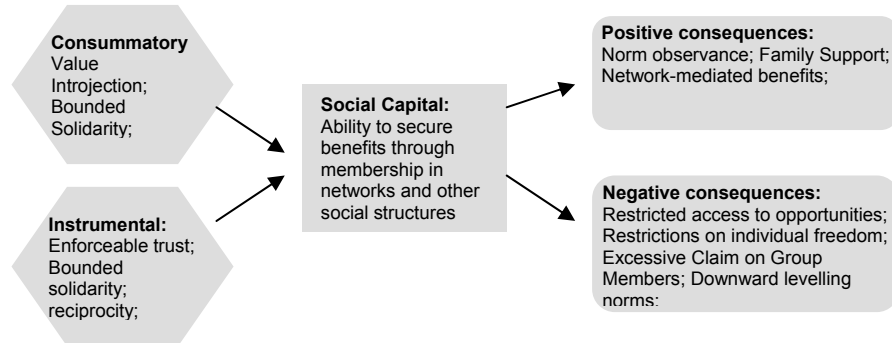 Consummatory
Value
Introjection;
Bounded
Solidarity;
Instrumental:
Enforceable trust;
Bounded
solidarity;
reciprocity;
Social Capital:
Ability to secure
benefits through
membership in
networks and other
social structures
Positive consequences:
Norm observance; Family Support;
Network-mediated benefits;
Negative consequences:
Restricted access to opportunities;
Restrictions on individual freedom;
Excessive Claim on Group
Members; Downward levelling
norms;